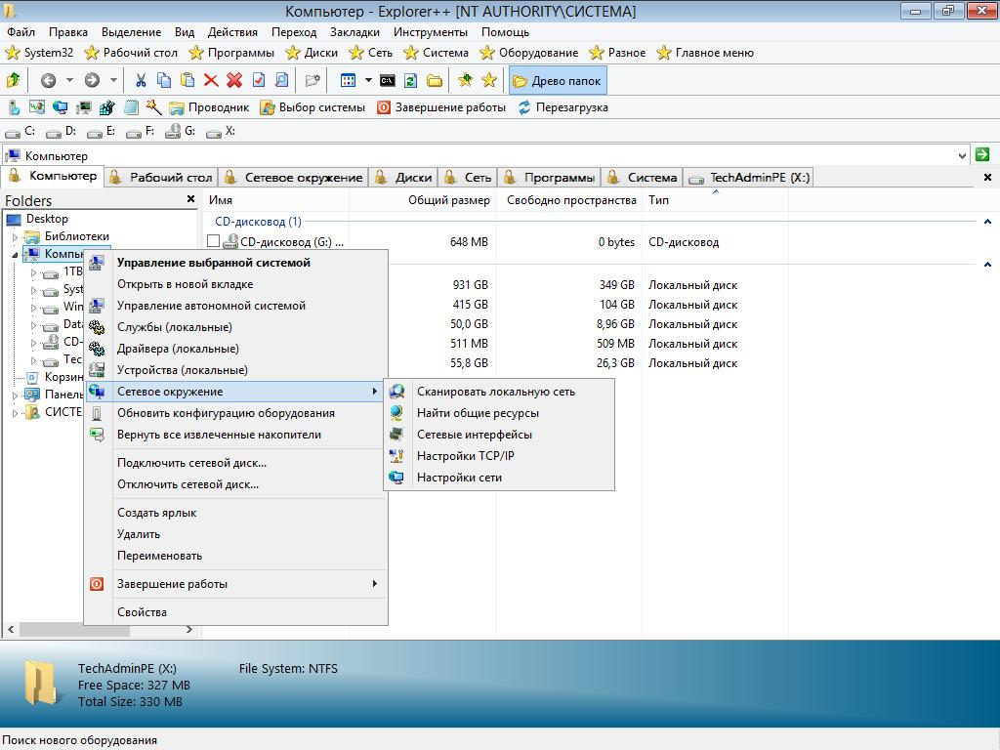 Компьютер - Explorer++ [NT AUTHORITY\СИСТЕМА]
Файл Правка Выделение Вид Действия Переход Закладки Инструменты Помощь
System32 Рабочий стол Программы Диски Сеть Система Оборудование Разное Главное меню
Древо папок
Проводник Выбор системы Завершение работы Перезагрузка
C: D: E: F: G: X:
Компьютер
Компьютер Рабочий стол Сетевое окружение Диски Сеть Программы Система TechAdminPE (X:)
Folders Имя Общий размер Свободно пространства Тип
Desktop CD-дисковод (1)
Библиотеки CD-дисковод (G:) ... 648 MB 0 bytes CD-дисковод
931 GB 349 GB Локальный диск
415 GB 104 GB Локальный диск
50,0 GB 8,96 GB Локальный диск
511 MB 509 MB Локальный диск
55,8 GB 26,3 GB Локальный диск
1TB
CD-
Управление выбранной системой
Открыть в новой вкладке
Управление автономной системой
Службы (локальные)
Драйвера (локальные)
Устройства (локальные)
Сетевое окружение
Обновить конфигурацию оборудования
Вернуть все извлеченные накопители
Подключить сетевой диск...
Отключить сетевой диск...
Создать ярлык
Удалить
Переименовать
Завершение работы
Свойства
Сканировать локальную сеть
Найти общие ресурсы
Сетевые интерфейсы
Настройки TCP/IP
Настройки сети
TechAdminPE (X:) File System: NTFS
Free Space: 327 MB
Total Size: 330 MB
Поиск нового оборудования